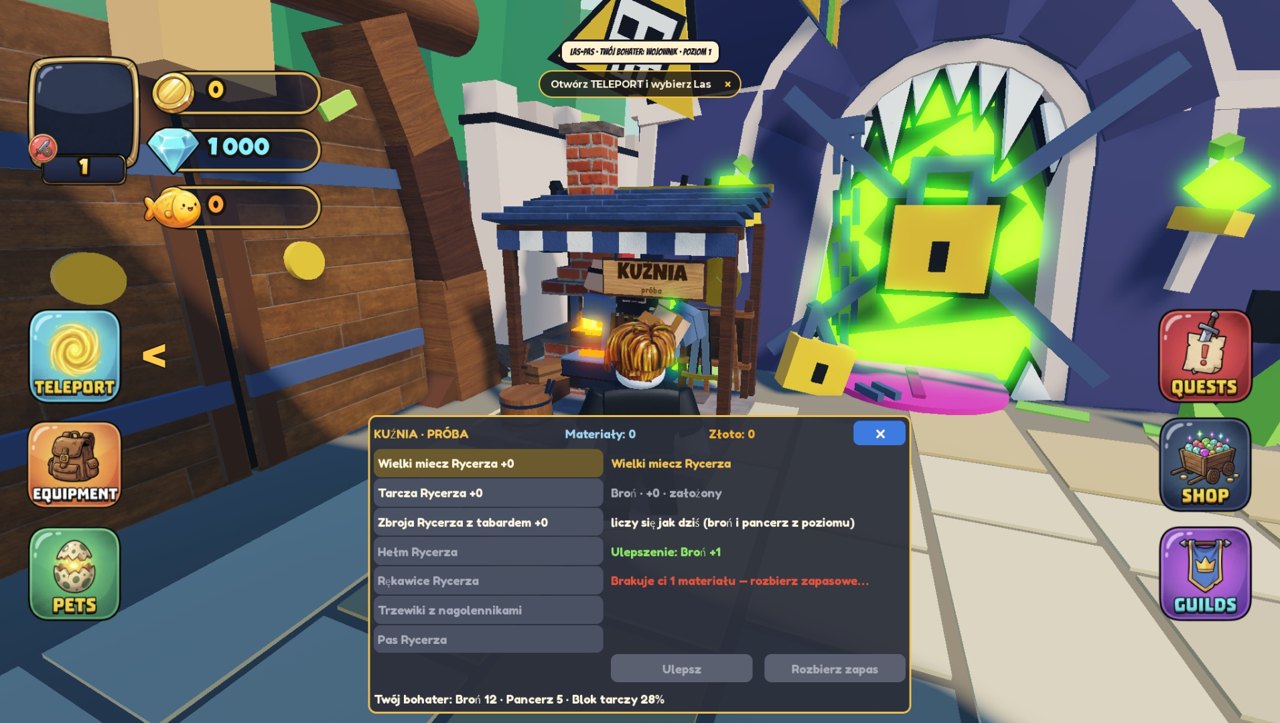 LAS-PAS · TWÓJ BOHATER: WOJOWNIK · POZIOM 1
Otwórz TELEPORT i wybierz Las ×
0
1 000
1
0
KUŹNIA
próba
<
TELEPORT
EQUIPMENT
PETS
QUESTS
SHOP
GUILDS
KUŹNIA · PRÓBA Materiały: 0 Złoto: 0 ✕
Wielki miecz Rycerza +0
Tarcza Rycerza +0
Zbroja Rycerza z tabardem +0
Hełm Rycerza
Rękawice Rycerza
Trzewiki z nagolennikami
Pas Rycerza
Wielki miecz Rycerza
Broń · +0 · założony
liczy się jak dziś (broń i pancerz z poziomu)
Ulepszenie: Broń +1
Brakuje ci 1 materiału — rozbierz zapasowe...
Ulepsz
Rozbierz zapas
Twój bohater: Broń 12 · Pancerz 5 · Blok tarczy 28%